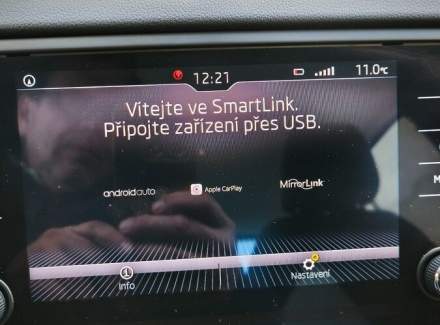 12:21
11.0°C
Vítejte ve SmartLink.
Připojte zařízení přes USB.
androidauto
Apple CarPlay
MirrorLink
Info
Nastavení
M